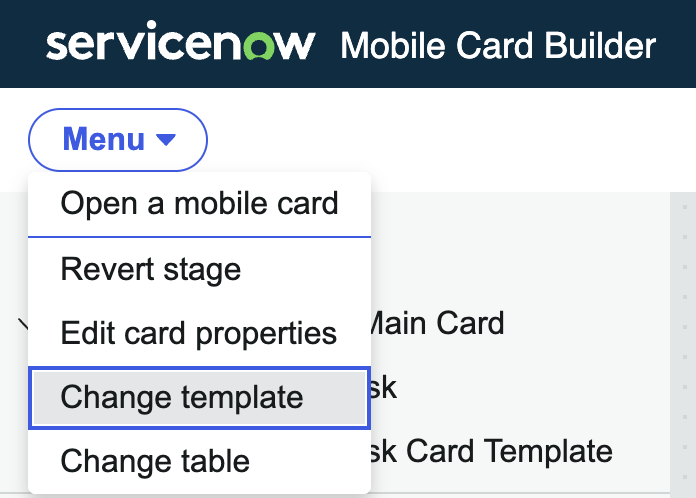 servicenow Mobile Card Builder
Menu
Open a mobile card
Revert stage
Edit card properties
Main Card
Change template
sk
Change table
sk Card Template